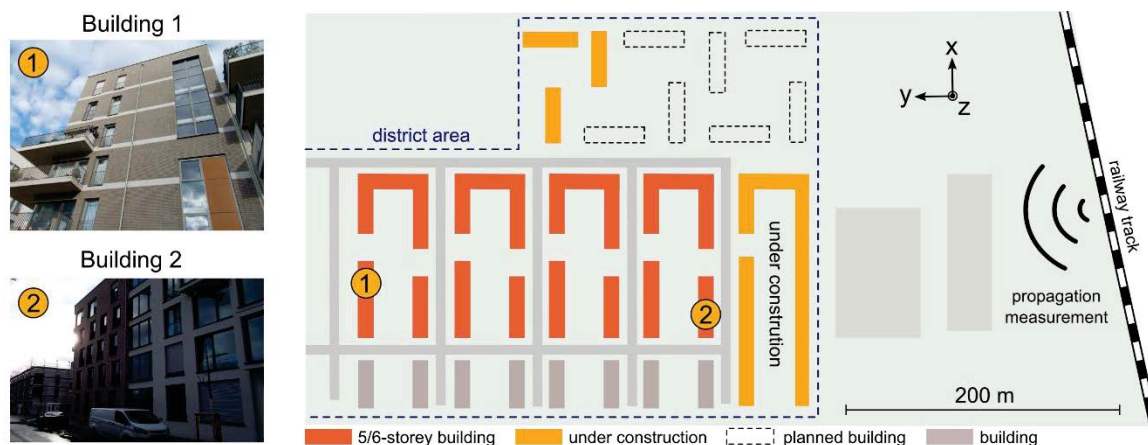 Building 1
1
Building 2
2
district area
x
y
z
railway track
1
2
under construction
propagation
measurement
200 m
5/6-storey building
under construction
planned building
building